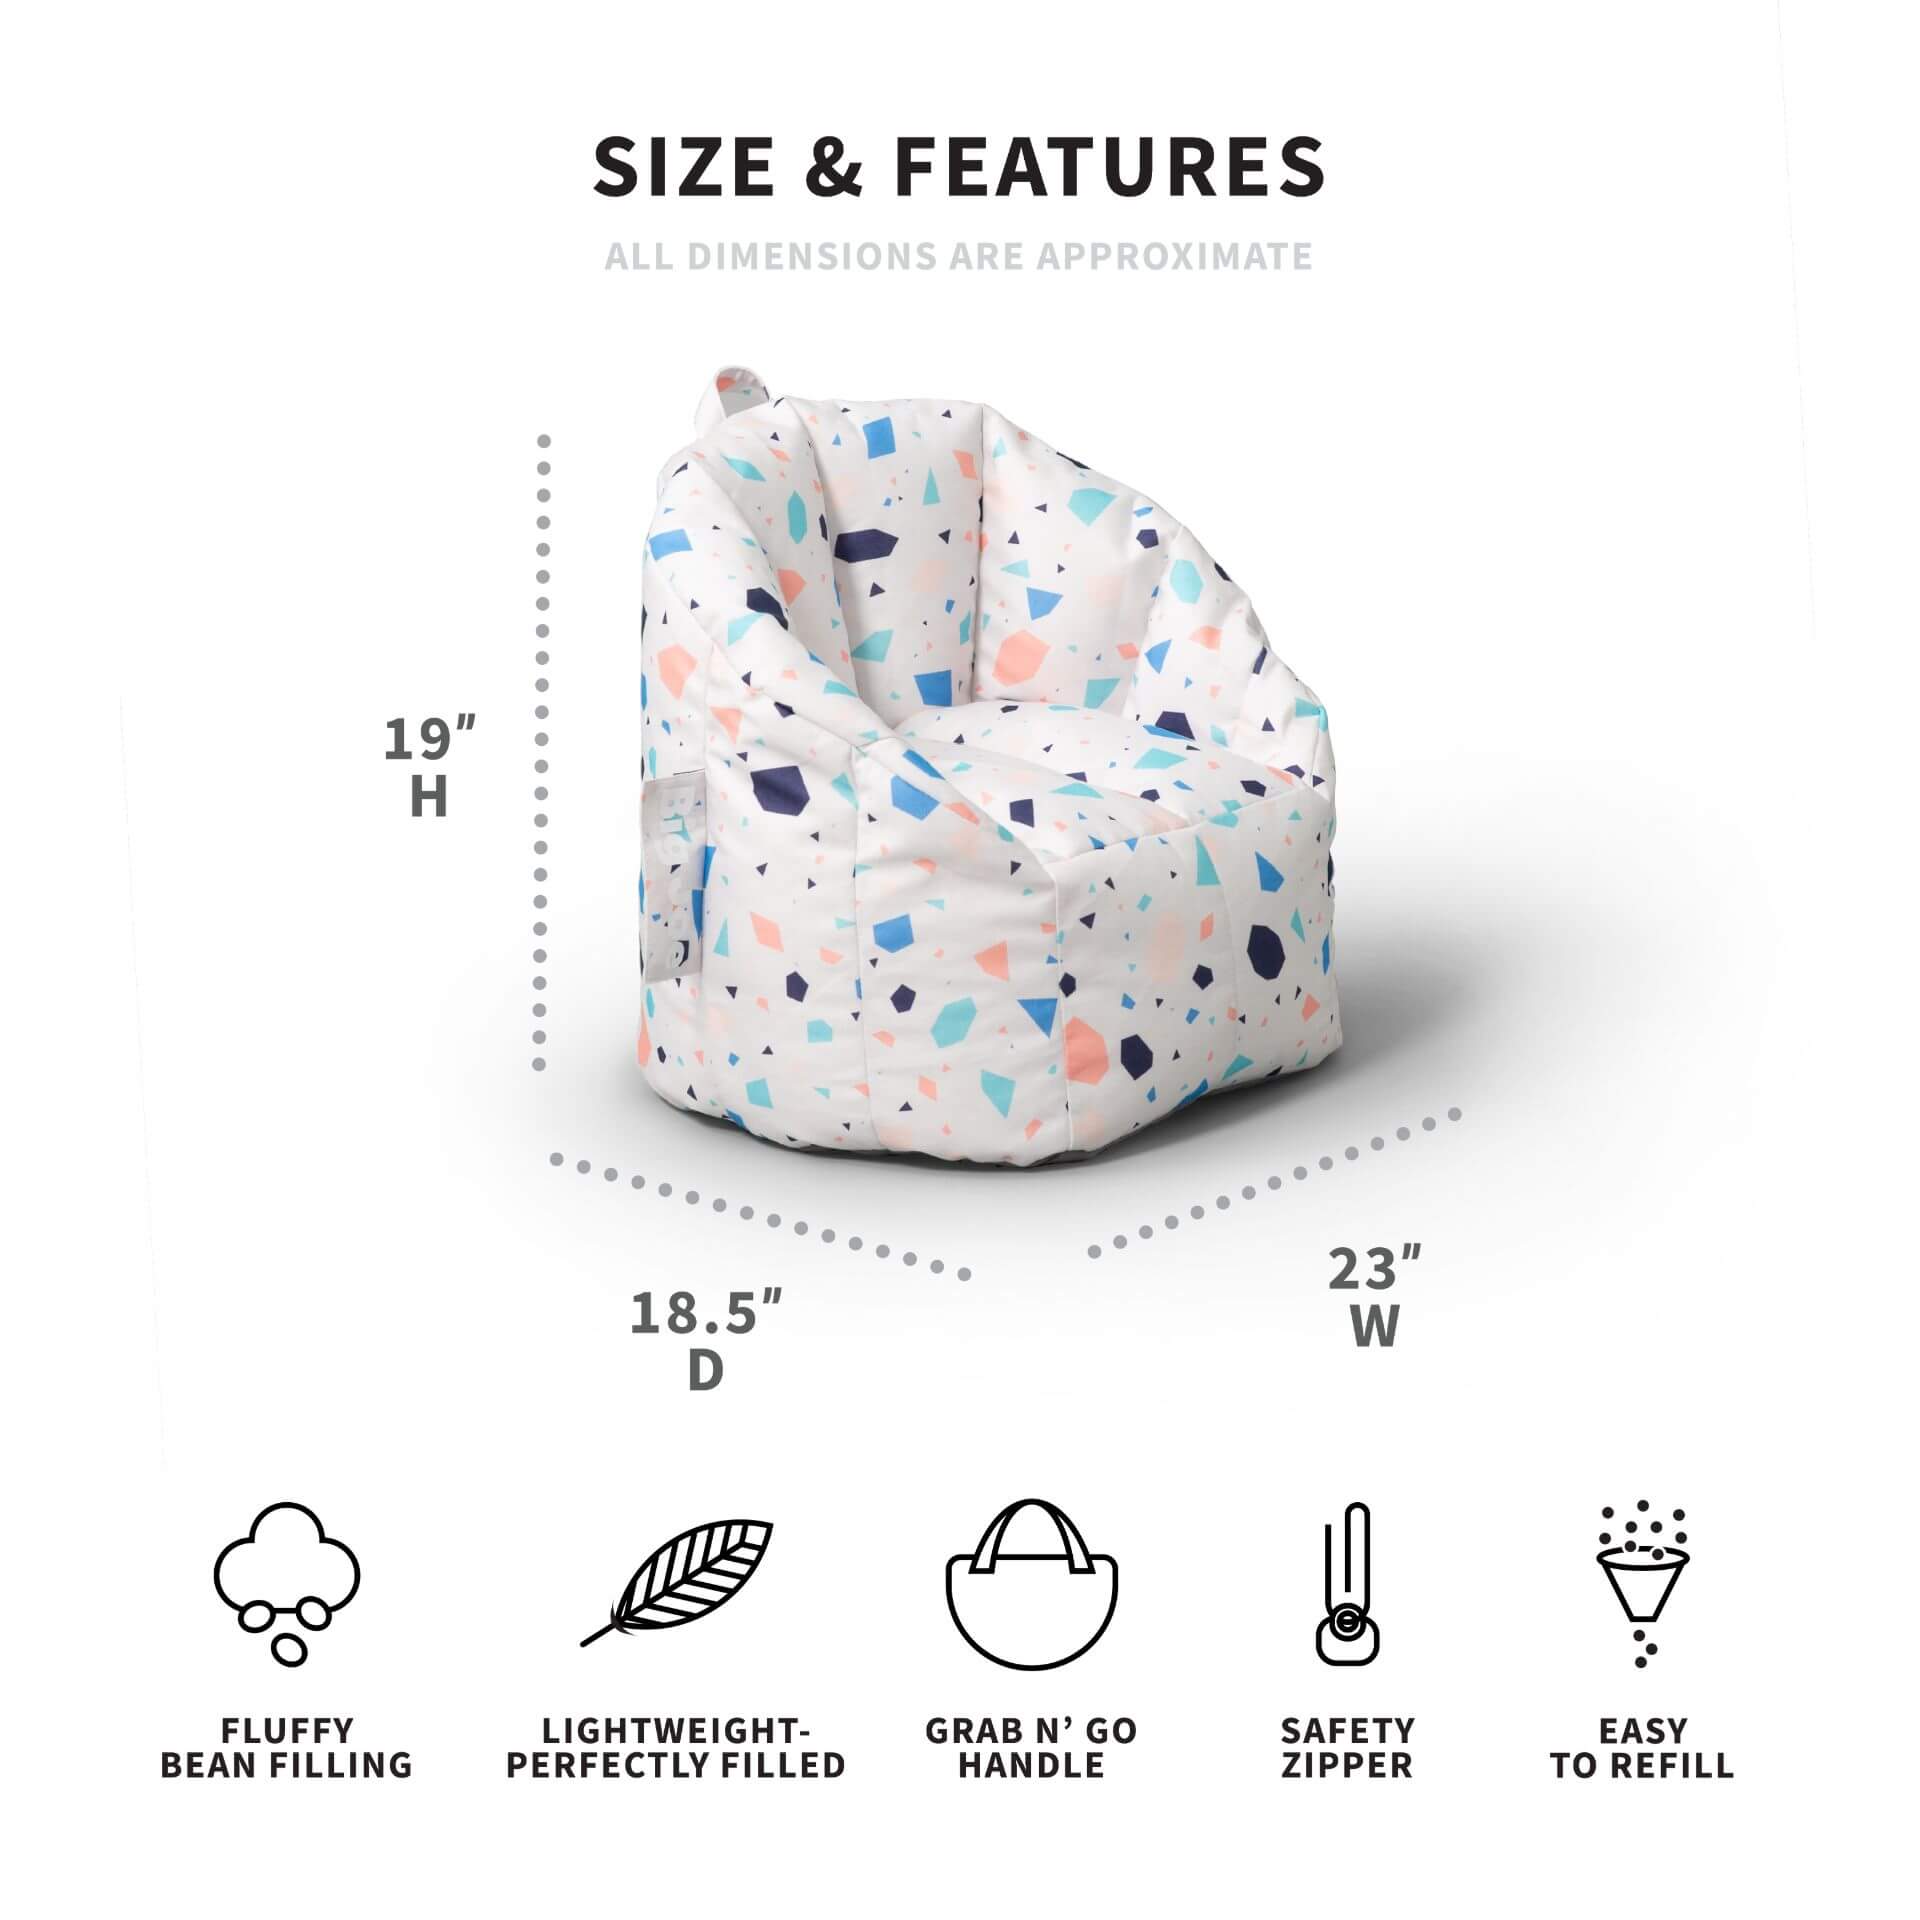 SIZE & FEATURES
ALL DIMENSIONS ARE APPROXIMATE
19"
H
18.5"
D
23"
W
FLUFFY
BEAN FILLING
LIGHTWEIGHT-
PERFECTLY FILLED
GRAB N’ GO
HANDLE
SAFETY
ZIPPER
EASY
TO REFILL